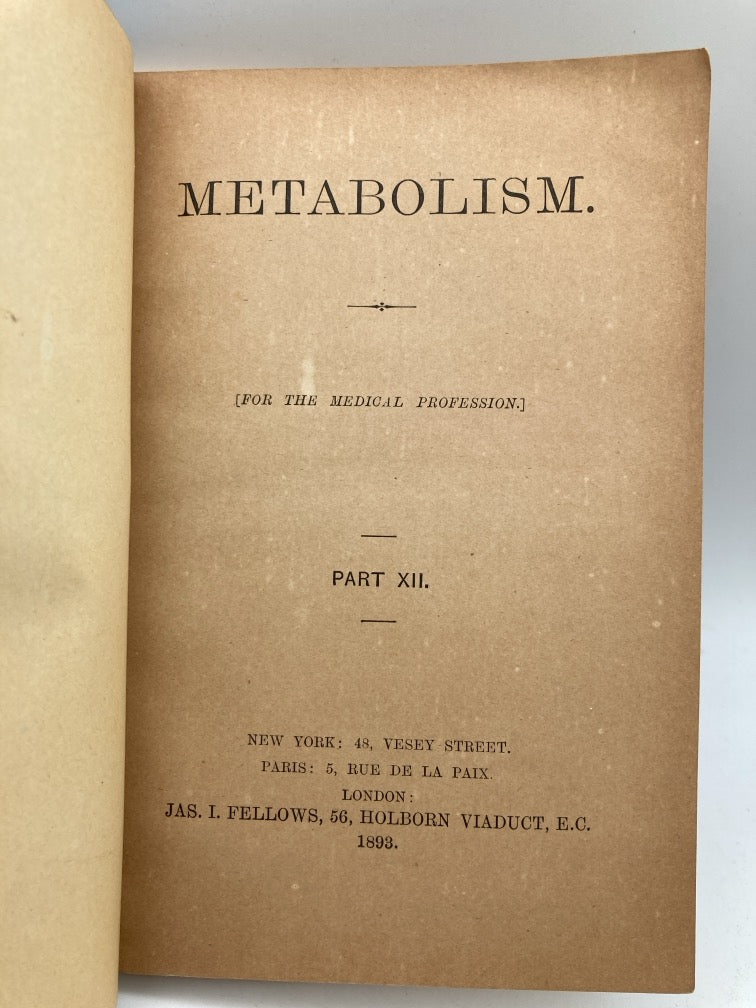 METABOLISM.
[FOR THE MEDICAL PROFESSION.]
PART XII.
NEW YORK: 48, VESEY STREET.
PARIS: 5, RUE DE LA PAIX.
LONDON:
JAS. I. FELLOWS, 56, HOLBORN VIADUCT, E.C.
1893.